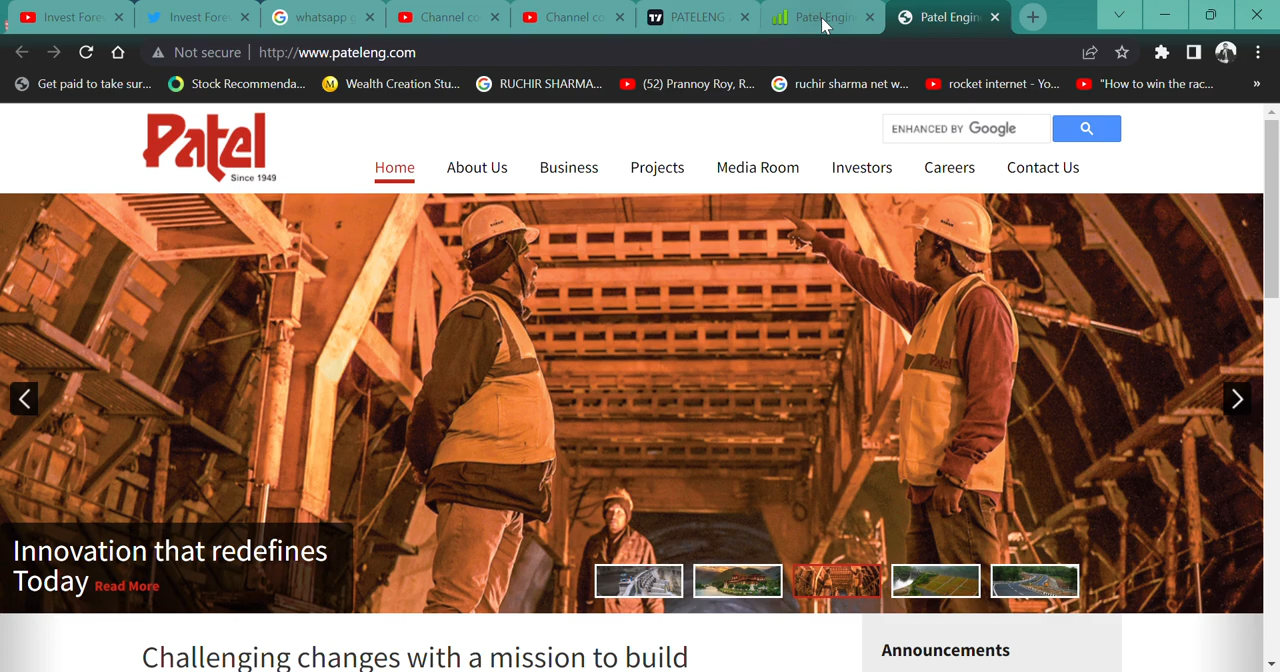 Invest Fores
Invest Fores
whatsapp g
Channel co
Channel co
PATELENG
Patel Engin
Patel Engin
Not secure
http://www.pateleng.com
Get paid to take sur...
Stock Recommenda...
Wealth Creation Stu...
RUCHIR SHARMA...
(52) Prannoy Roy, R...
ruchir sharma net w...
rocket internet - Yo...
"How to win the rac...
»
Patel
Since 1949
ENHANCED BY Google
Home
About Us
Business
Projects
Media Room
Investors
Careers
Contact Us
Innovation that redefines
Today Read More
Challenging changes with a mission to build
Announcements